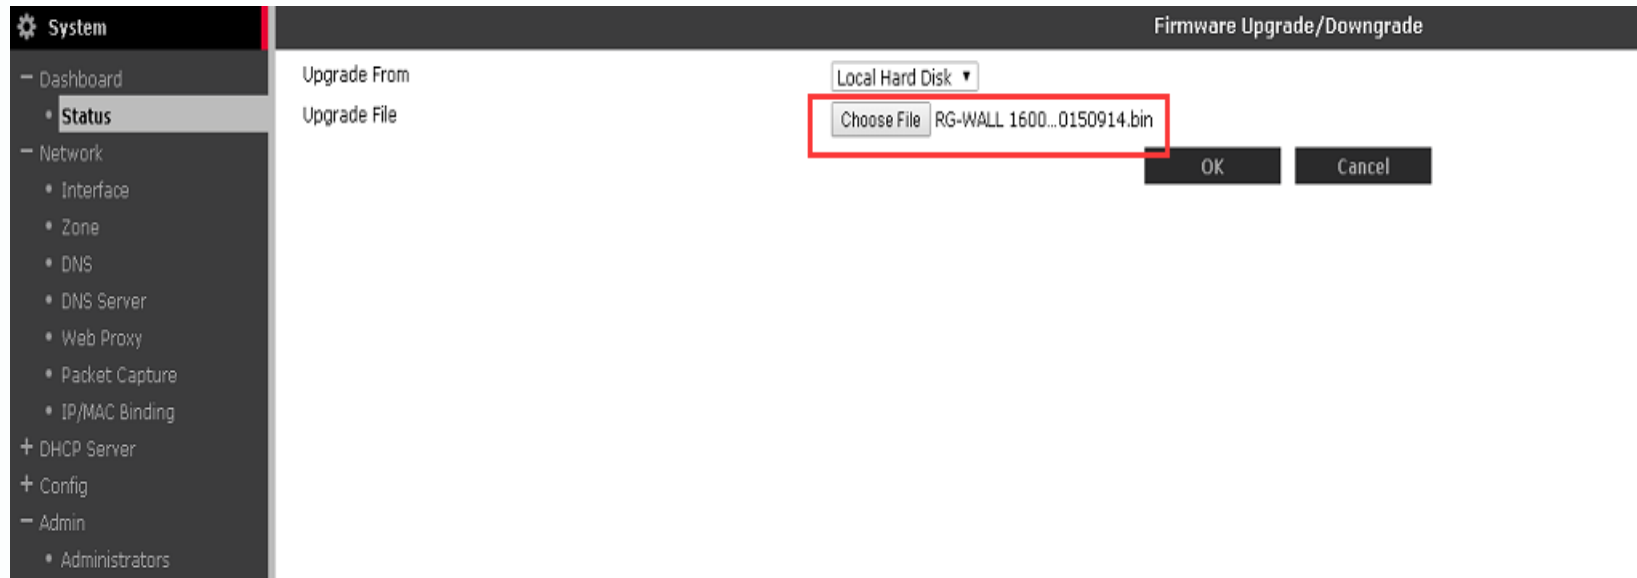 System
Dashboard
Status
Network
Interface
Zone
DNS
DNS Server
Web Proxy
Packet Capture
IP/MAC Binding
DHCP Server
Config
Admin
Administrators
Firmware Upgrade/Downgrade
Upgrade From
Local Hard Disk
Upgrade File
Choose File RG-WALL 1600...0150914.bin
OK
Cancel